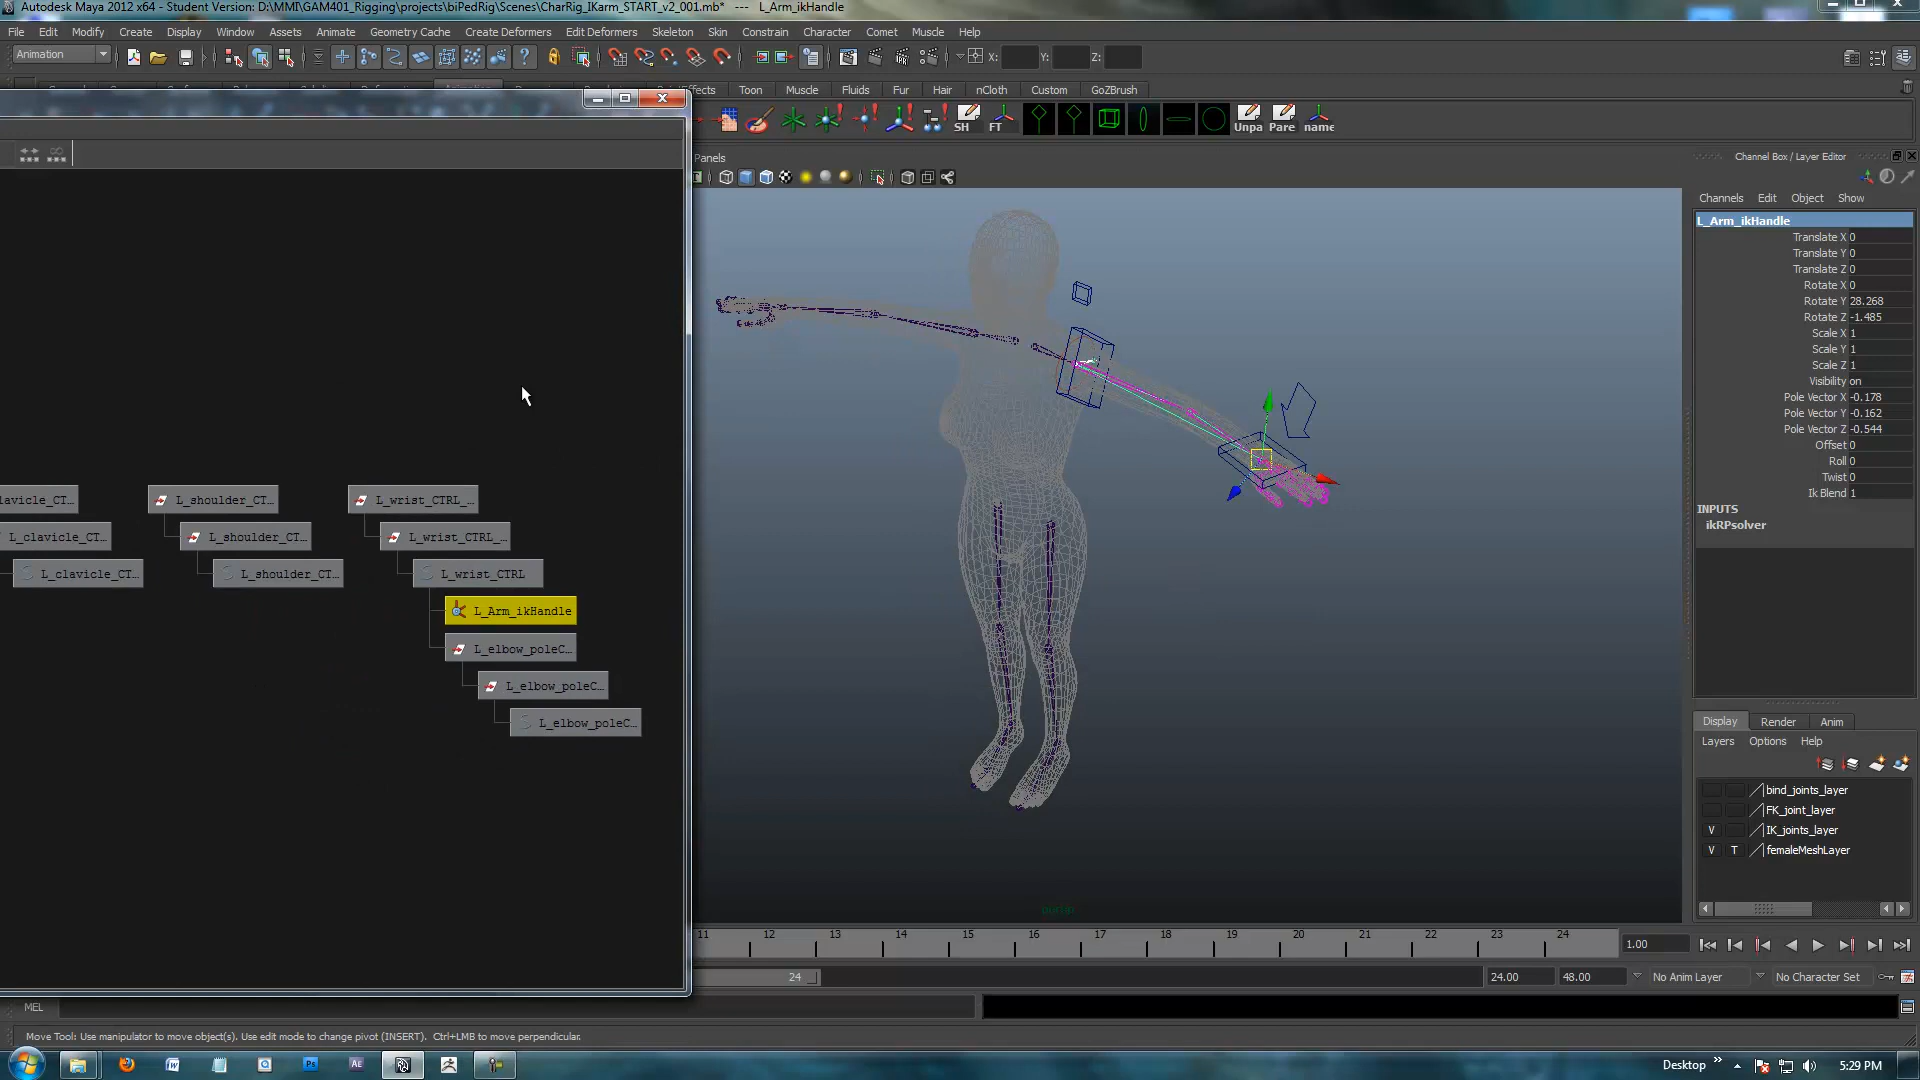 Autodesk Maya 2012 x64 - Student Version: D:\MMI\GAM401_Rigging\projects\biPedRig\Scenes\CharRig_IKarm_START_v2_001.mb* --- L_Arm_ikHandle
File Edit Modify Create Display Window Assets Animate Geometry Cache Create Deformers Edit Deformers Skeleton Skin Constrain Character Comet Muscle Help
Animation X: Y: Z:
Toon Muscle Fluids Fur Hair nCloth Custom GoZBrush
SH FT Unpa Pare name
Panels
Channel Box / Layer Editor
Channels Edit Object Show
L_Arm_ikHandle
Translate X 0
Translate Y 0
Translate Z 0
Rotate X 0
Rotate Y 28.268
Rotate Z -1.485
Scale X 1
Scale Y 1
Scale Z 1
Visibility on
Pole Vector X -0.178
Pole Vector Y -0.162
Pole Vector Z -0.544
Offset 0
Roll 0
Twist 0
Ik Blend 1
INPUTS
ikRPsolver
lavicle_CT... L_shoulder_CT... L_wrist_CTRL_...
L_clavicle_CT... L_shoulder_CT... L_wrist_CTRL_...
L_clavicle_CT... L_shoulder_CT... L_wrist_CTRL
L_Arm_ikHandle
L_elbow_poleC...
L_elbow_poleC...
L_elbow_poleC...
persp
Display Render Anim
Layers Options Help
bind_joints_layer
FK_joint_layer
V IK_joints_layer
V T femaleMeshLayer
11 12 13 14 15 16 17 18 19 20 21 22 23 24 1.00
24 24.00 48.00 No Anim Layer No Character Set
MEL
Move Tool: Use manipulator to move object(s). Use edit mode to change pivot (INSERT). Ctrl+LMB to move perpendicular.
Desktop 5:29 PM